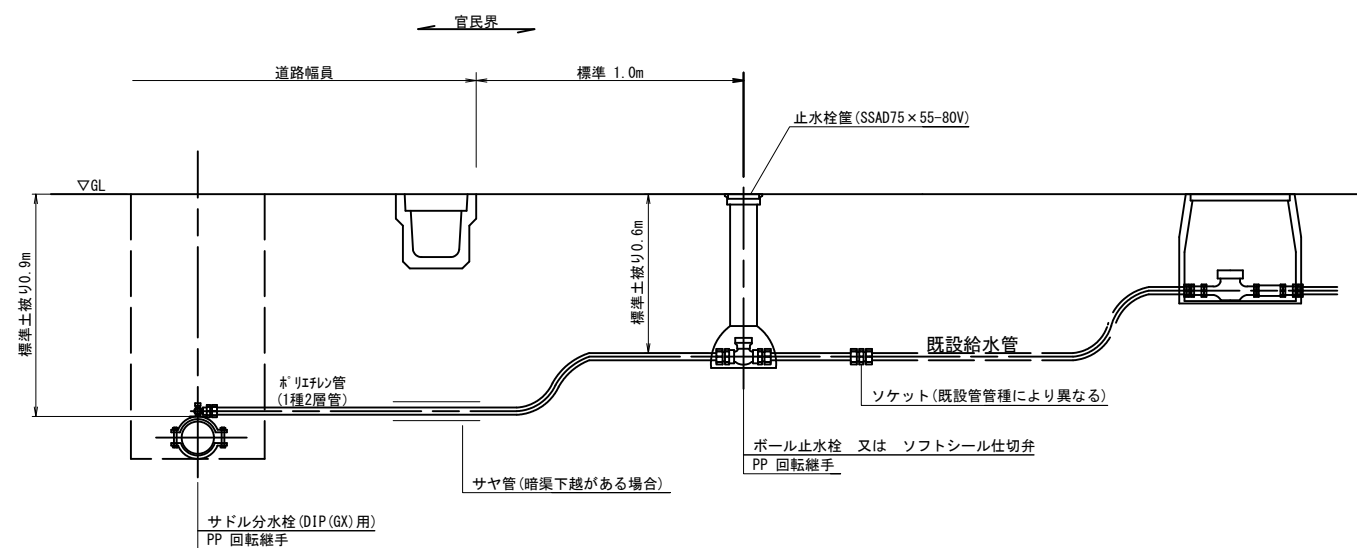 官民界
道路幅員
標準 1.0m
止水栓筐(SSAD75×55-80V)
▽GL
標準土被り0.9m
標準土被り0.6m
既設給水管
ポリエチレン管
(1種2層管)
ソケット(既設管管種により異なる)
ボール止水栓 又は ソフトシール仕切弁
PP 回転継手
サヤ管(暗渠下越がある場合)
サドル分水栓(DIP(GX)用)
PP 回転継手